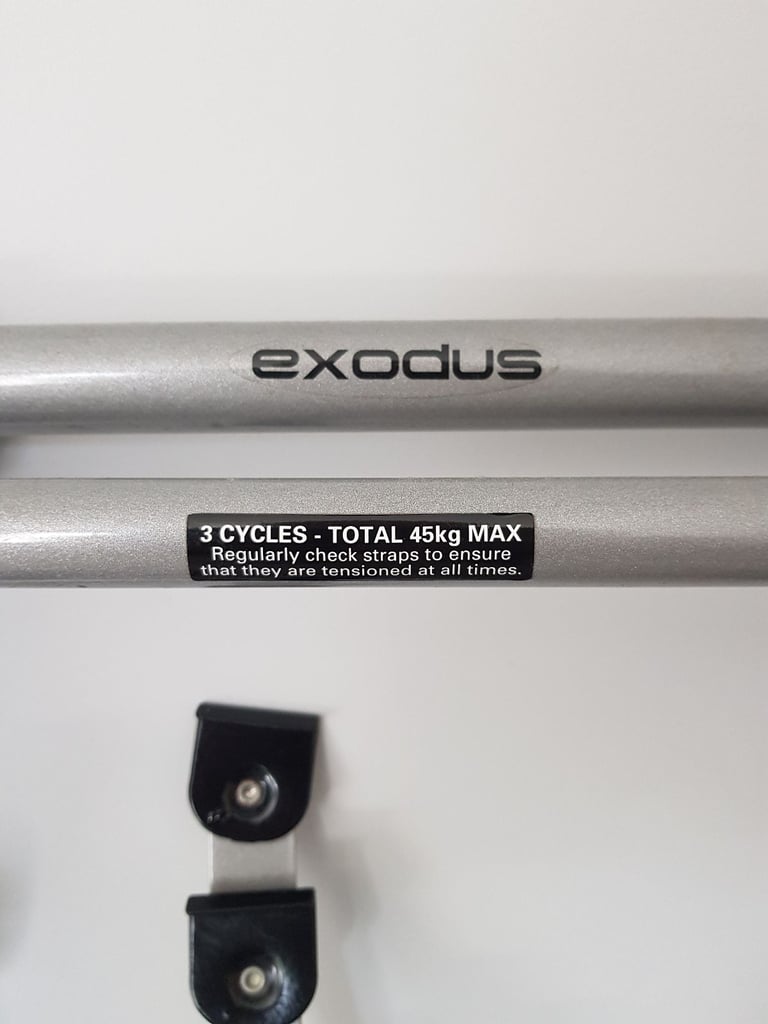 exodus
3 CYCLES - TOTAL 45kg MAX
Regularly check straps to ensure
that they are tensioned at all times.